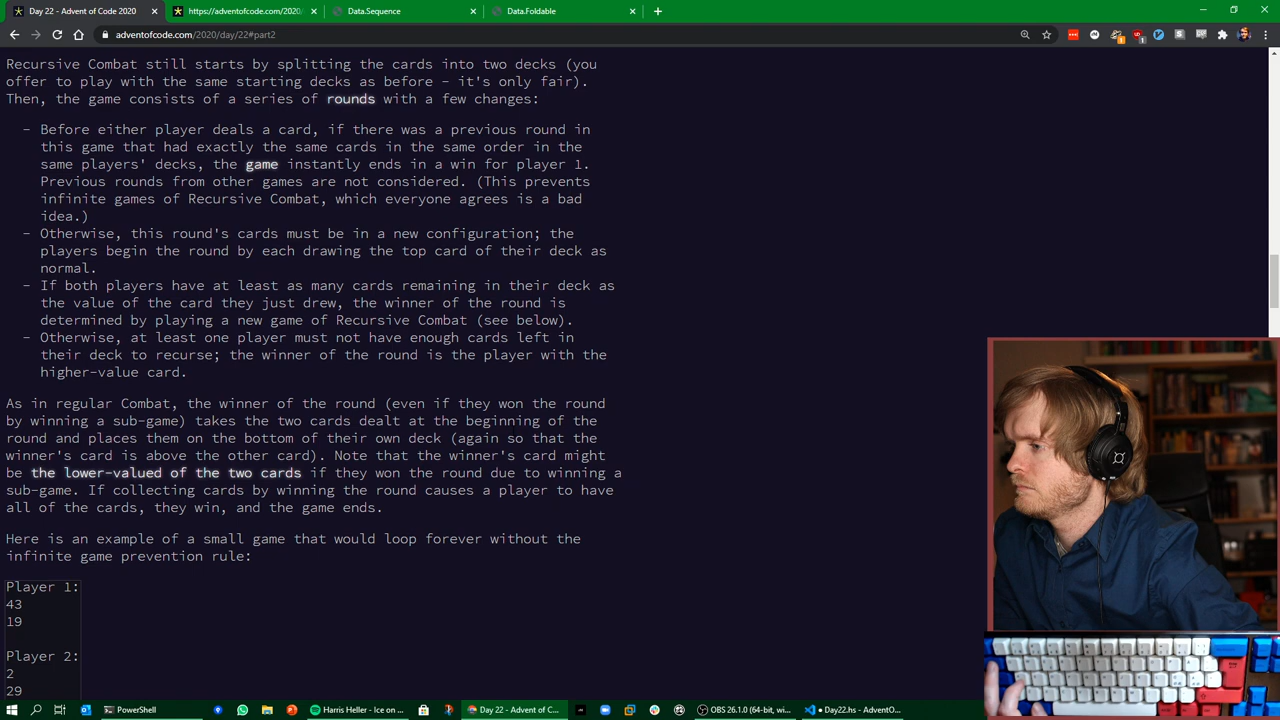 Day 22 - Advent of Code 2020
https://adventofcode.com/2020/
Data.Sequence
Data.Foldable
adventofcode.com/2020/day/22#part2
Recursive Combat still starts by splitting the cards into two decks (you
offer to play with the same starting decks as before - it's only fair).
Then, the game consists of a series of rounds with a few changes:
- Before either player deals a card, if there was a previous round in
this game that had exactly the same cards in the same order in the
same players' decks, the game instantly ends in a win for player 1.
Previous rounds from other games are not considered. (This prevents
infinite games of Recursive Combat, which everyone agrees is a bad
idea.)
- Otherwise, this round's cards must be in a new configuration; the
players begin the round by each drawing the top card of their deck as
normal.
- If both players have at least as many cards remaining in their deck as
the value of the card they just drew, the winner of the round is
determined by playing a new game of Recursive Combat (see below).
- Otherwise, at least one player must not have enough cards left in
their deck to recurse; the winner of the round is the player with the
higher-value card.
As in regular Combat, the winner of the round (even if they won the round
by winning a sub-game) takes the two cards dealt at the beginning of the
round and places them on the bottom of their own deck (again so that the
winner's card is above the other card). Note that the winner's card might
be the lower-valued of the two cards if they won the round due to winning a
sub-game. If collecting cards by winning the round causes a player to have
all of the cards, they win, and the game ends.
Here is an example of a small game that would loop forever without the
infinite game prevention rule:
Player 1:
43
19
Player 2:
2
29
PowerShell
Harris Heller - Ice on ...
Day 22 - Advent of C...
OBS 26.1.0 (64-bit, wi...
• Day22.hs - AdventO...